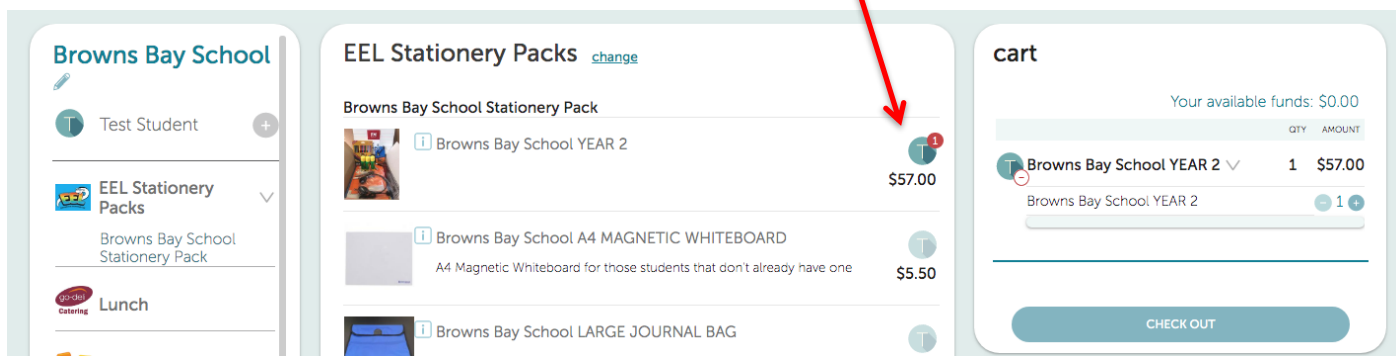 Browns Bay School
T Test Student +
EEL Stationery
Packs
Browns Bay School
Stationery Pack
go-del
Catering
Lunch
EEL Stationery Packs change
Browns Bay School Stationery Pack
i Browns Bay School YEAR 2
T 1
$57.00
i Browns Bay School A4 MAGNETIC WHITEBOARD
T
A4 Magnetic Whiteboard for those students that don't already have one
$5.50
i Browns Bay School LARGE JOURNAL BAG
T
cart
Your available funds: $0.00
QTY AMOUNT
T Browns Bay School YEAR 2 1 $57.00
Browns Bay School YEAR 2 - 1 +
CHECK OUT